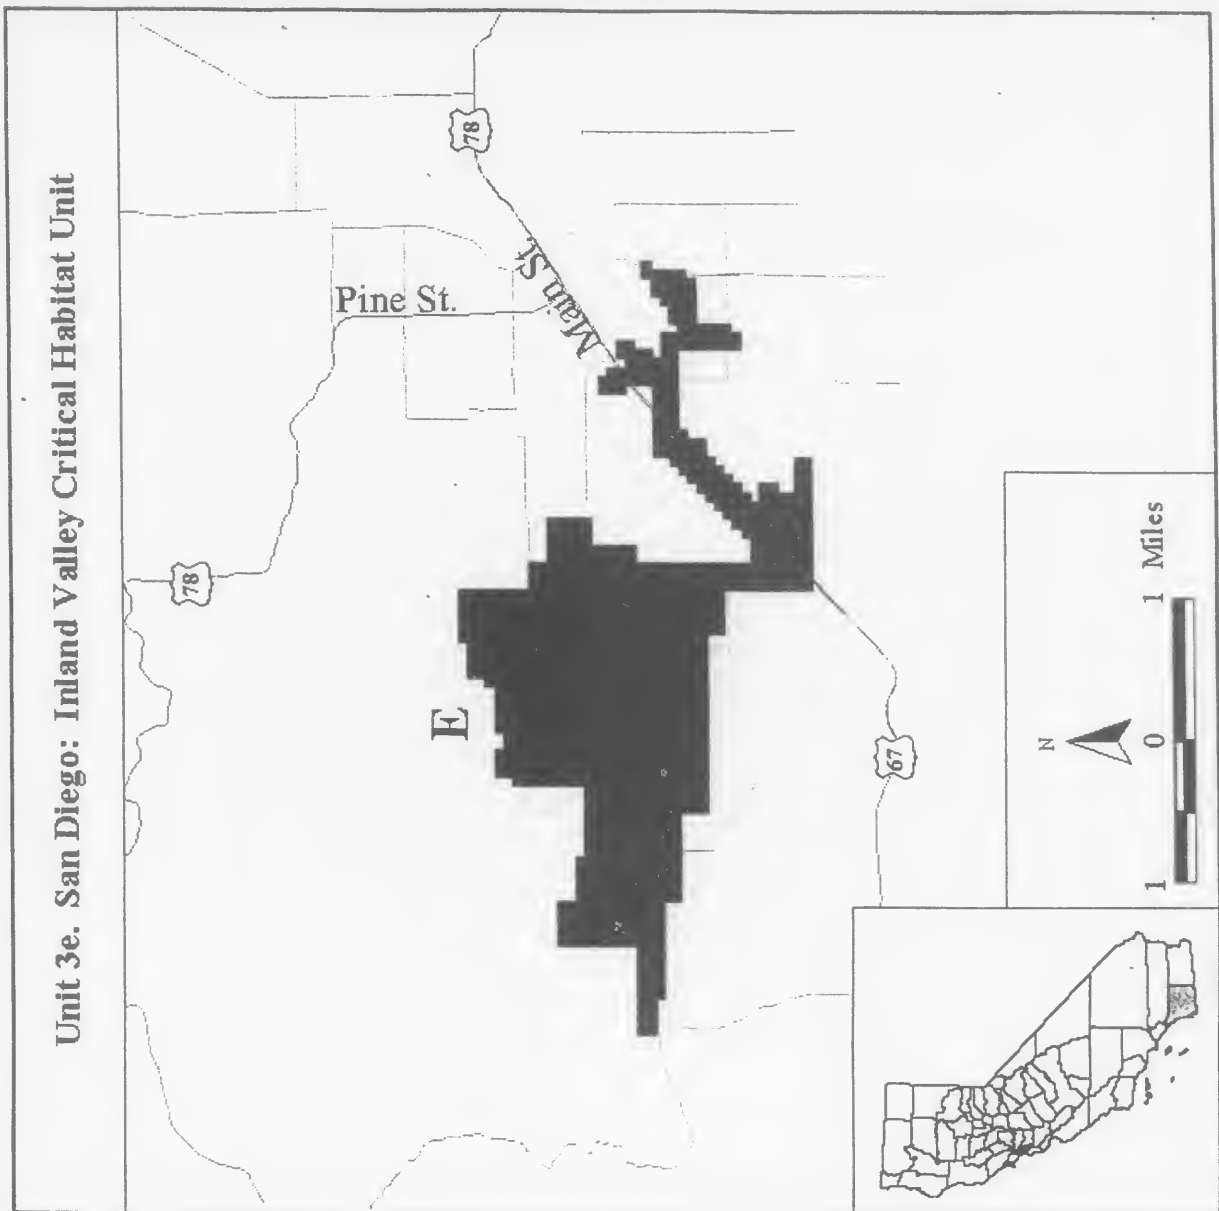 Unit 3e. San Diego: Inland Valley Critical Habitat Unit
78
78
Pine St.
Main St.
E
67
N
1 0 1 Miles